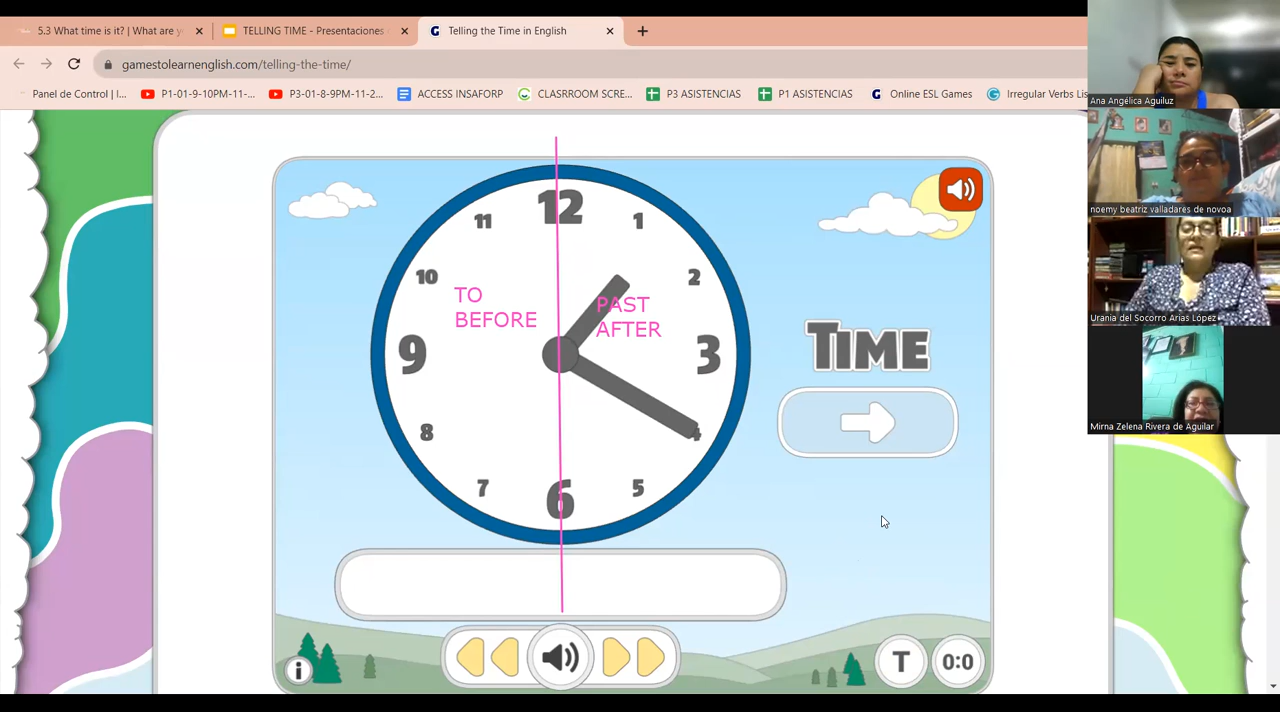 5.3 What time is it? | What are y
TELLING TIME - Presentaciones
Telling the Time in English
gamestolearnenglish.com/telling-the-time/
Panel de Control | I...
P1-01-9-10PM-11-...
P3-01-8-9PM-11-2...
ACCESS INSAFORP
CLASRROM SCRE...
P3 ASISTENCIAS
P1 ASISTENCIAS
Online ESL Games
Irregular Verbs Lis
Ana Angélica Aguiluz
noemy beatriz valladares de novoa
Urania del Socorro Arias López
Mirna Zelena Rivera de Aguilar
12
11
1
10
2
TO
BEFORE
PAST
AFTER
9
3
8
4
7
5
6
TIME
i
T
0:0